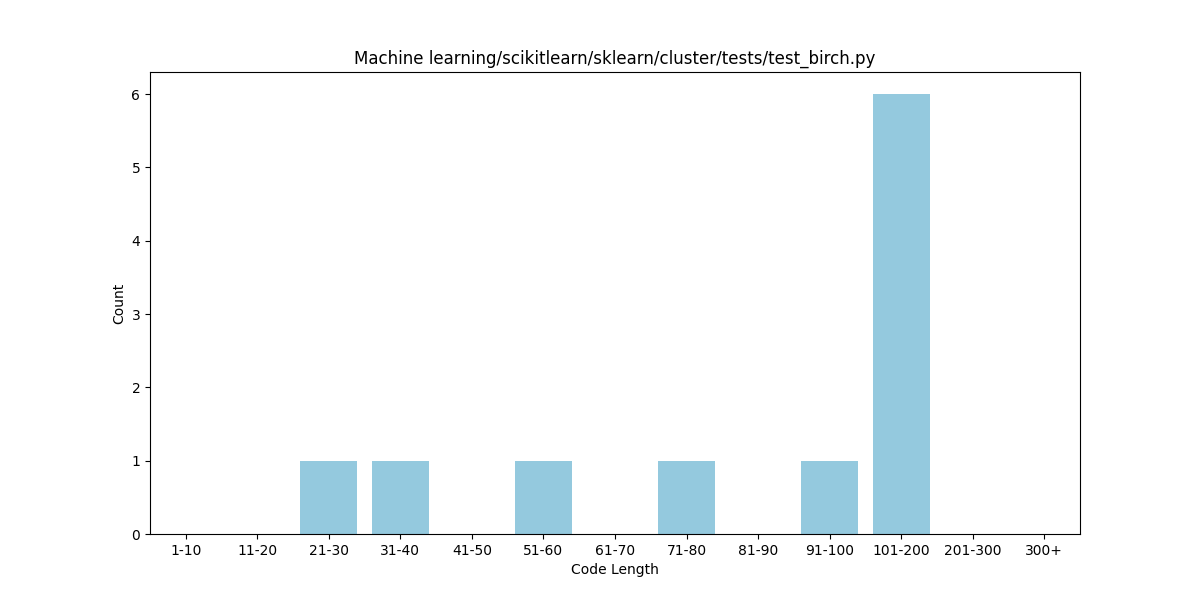 Machine learning/scikitlearn/sklearn/cluster/tests/test_birch.py
6
5
4
3
2
1
0
Count
1-10 11-20 21-30 31-40 41-50 51-60 61-70 71-80 81-90 91-100 101-200 201-300 300+
Code Length